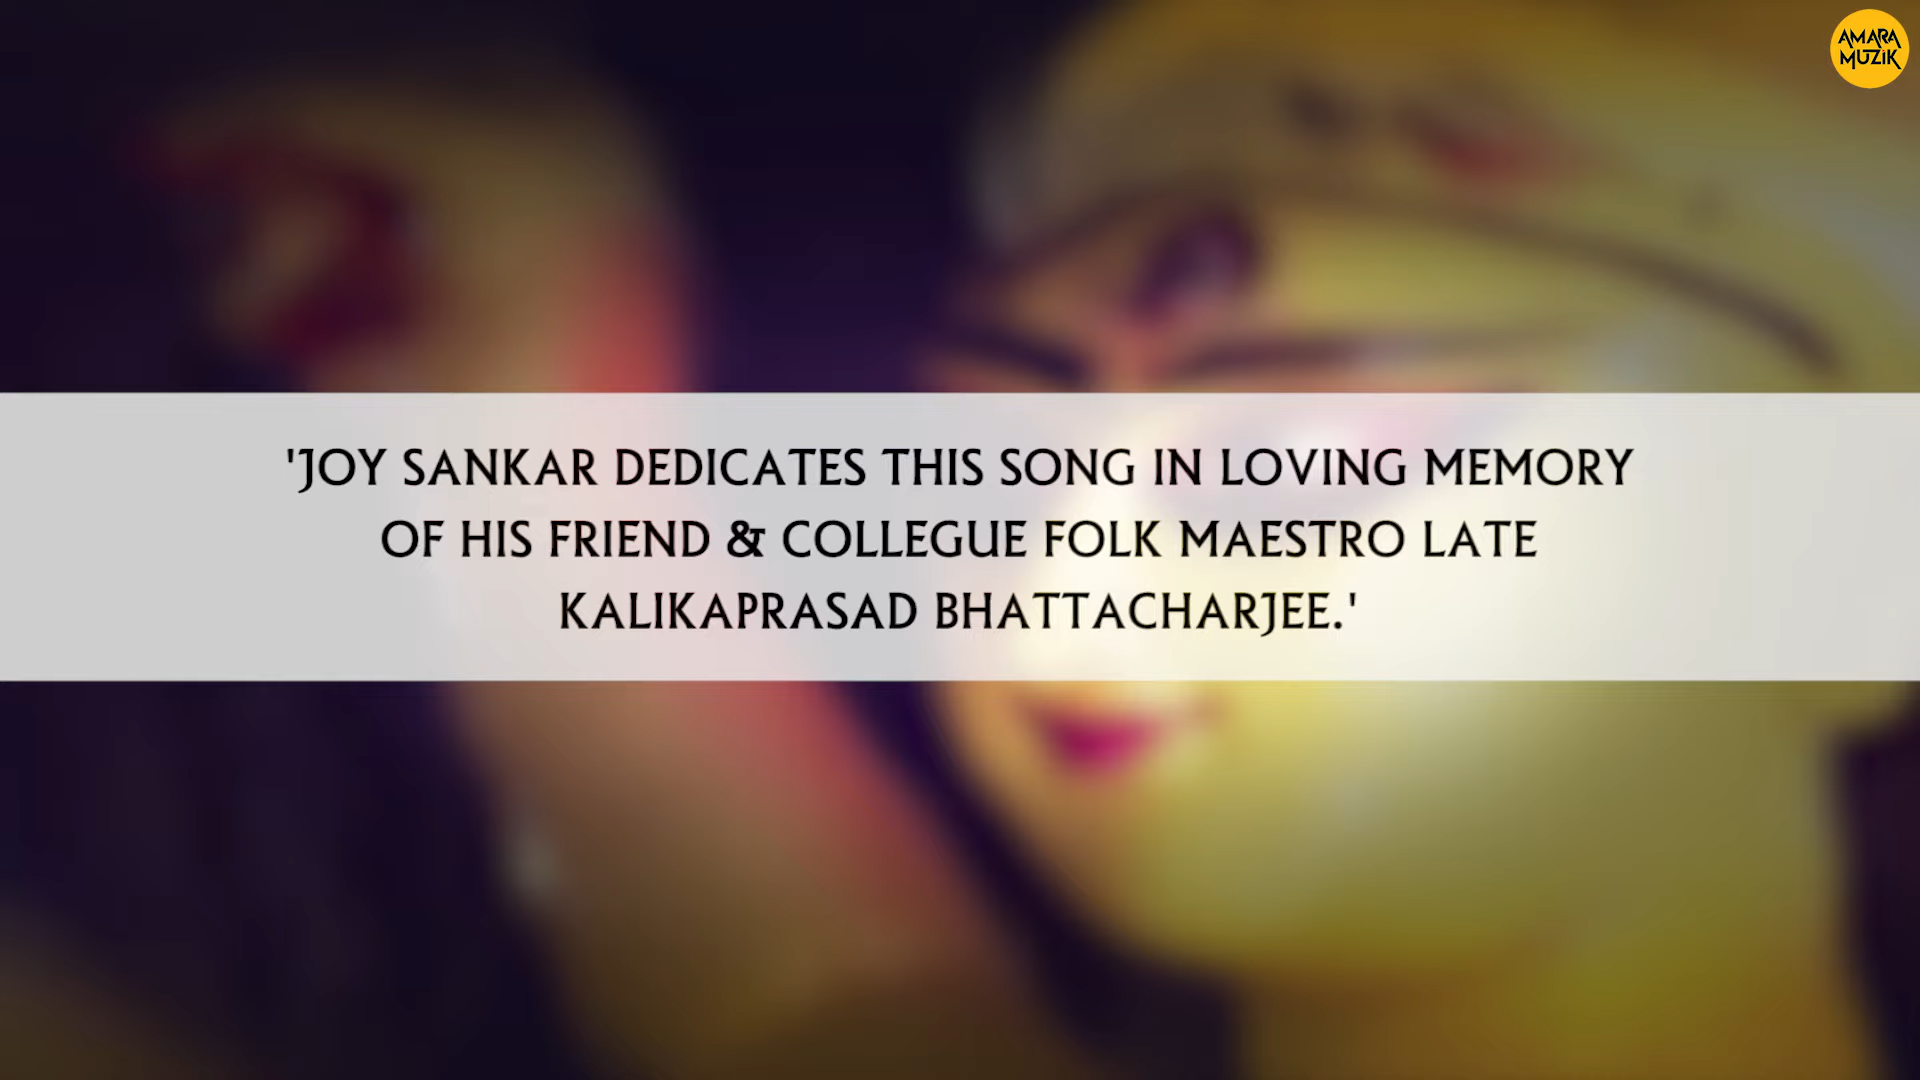 AMARA
MUZIK
'JOY SANKAR DEDICATES THIS SONG IN LOVING MEMORY
OF HIS FRIEND & COLLEGUE FOLK MAESTRO LATE
KALIKAPRASAD BHATTACHARJEE.'